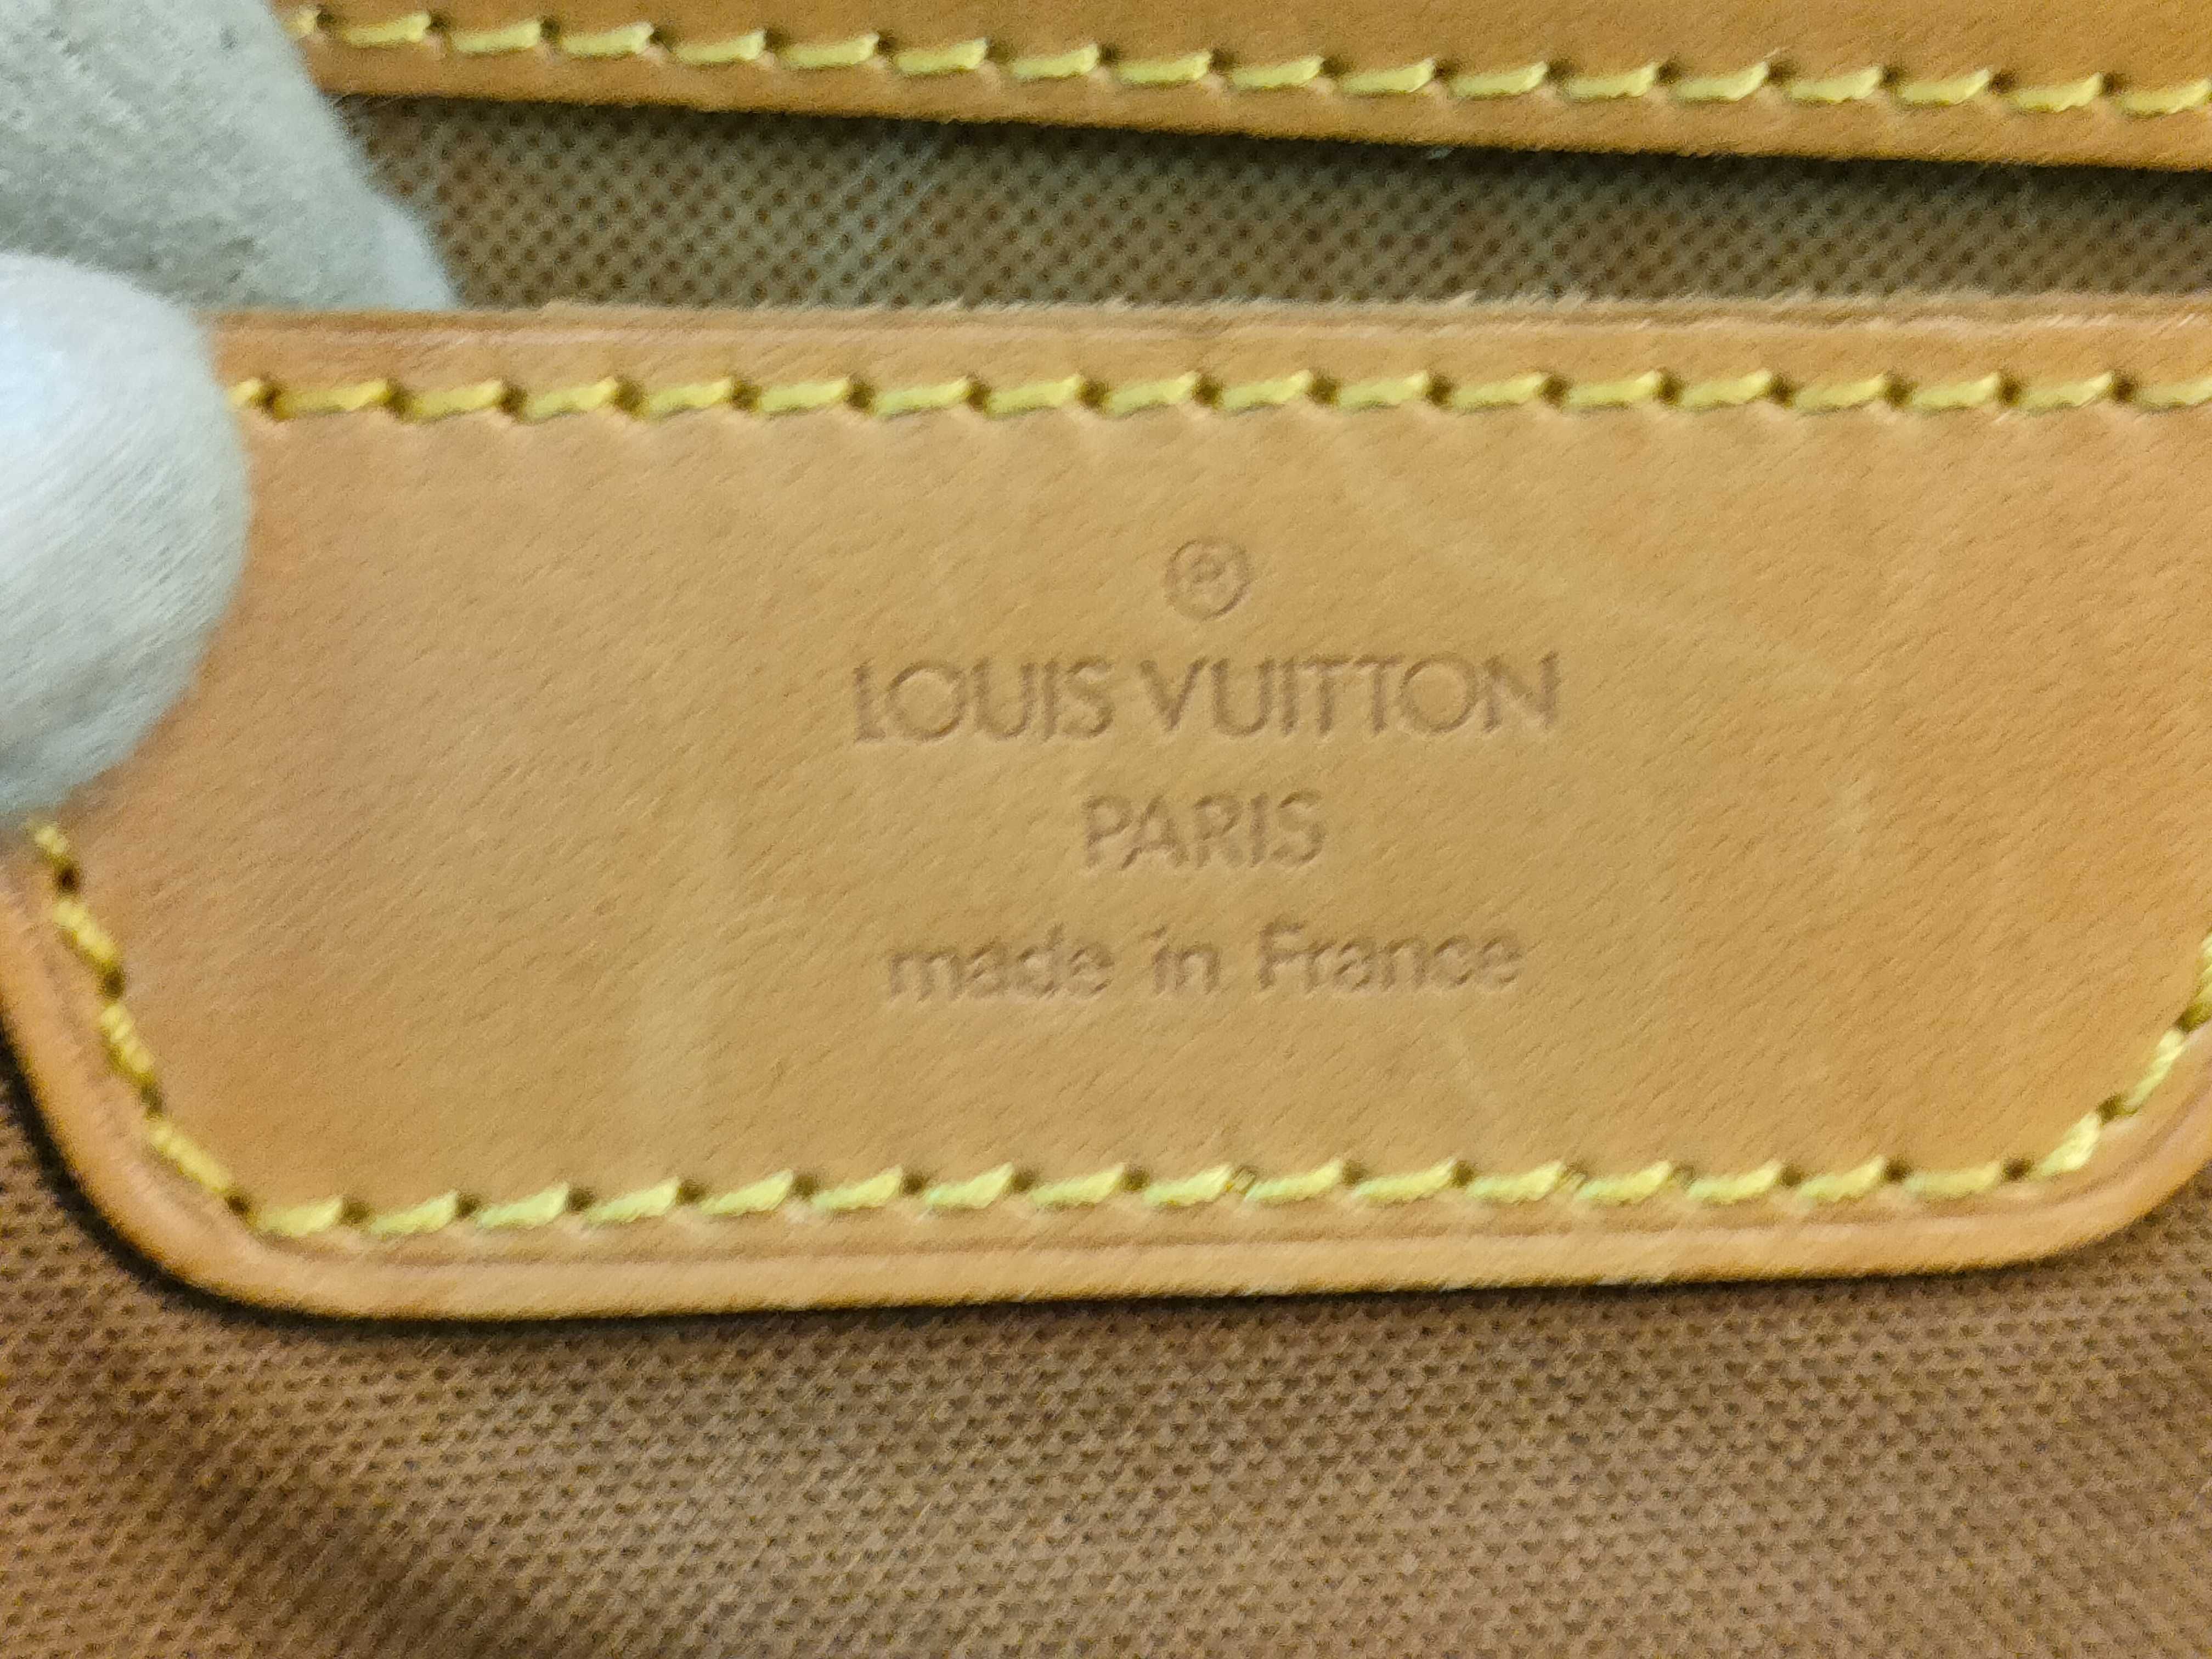 ®
LOUIS VUITTON
PARIS
made in France